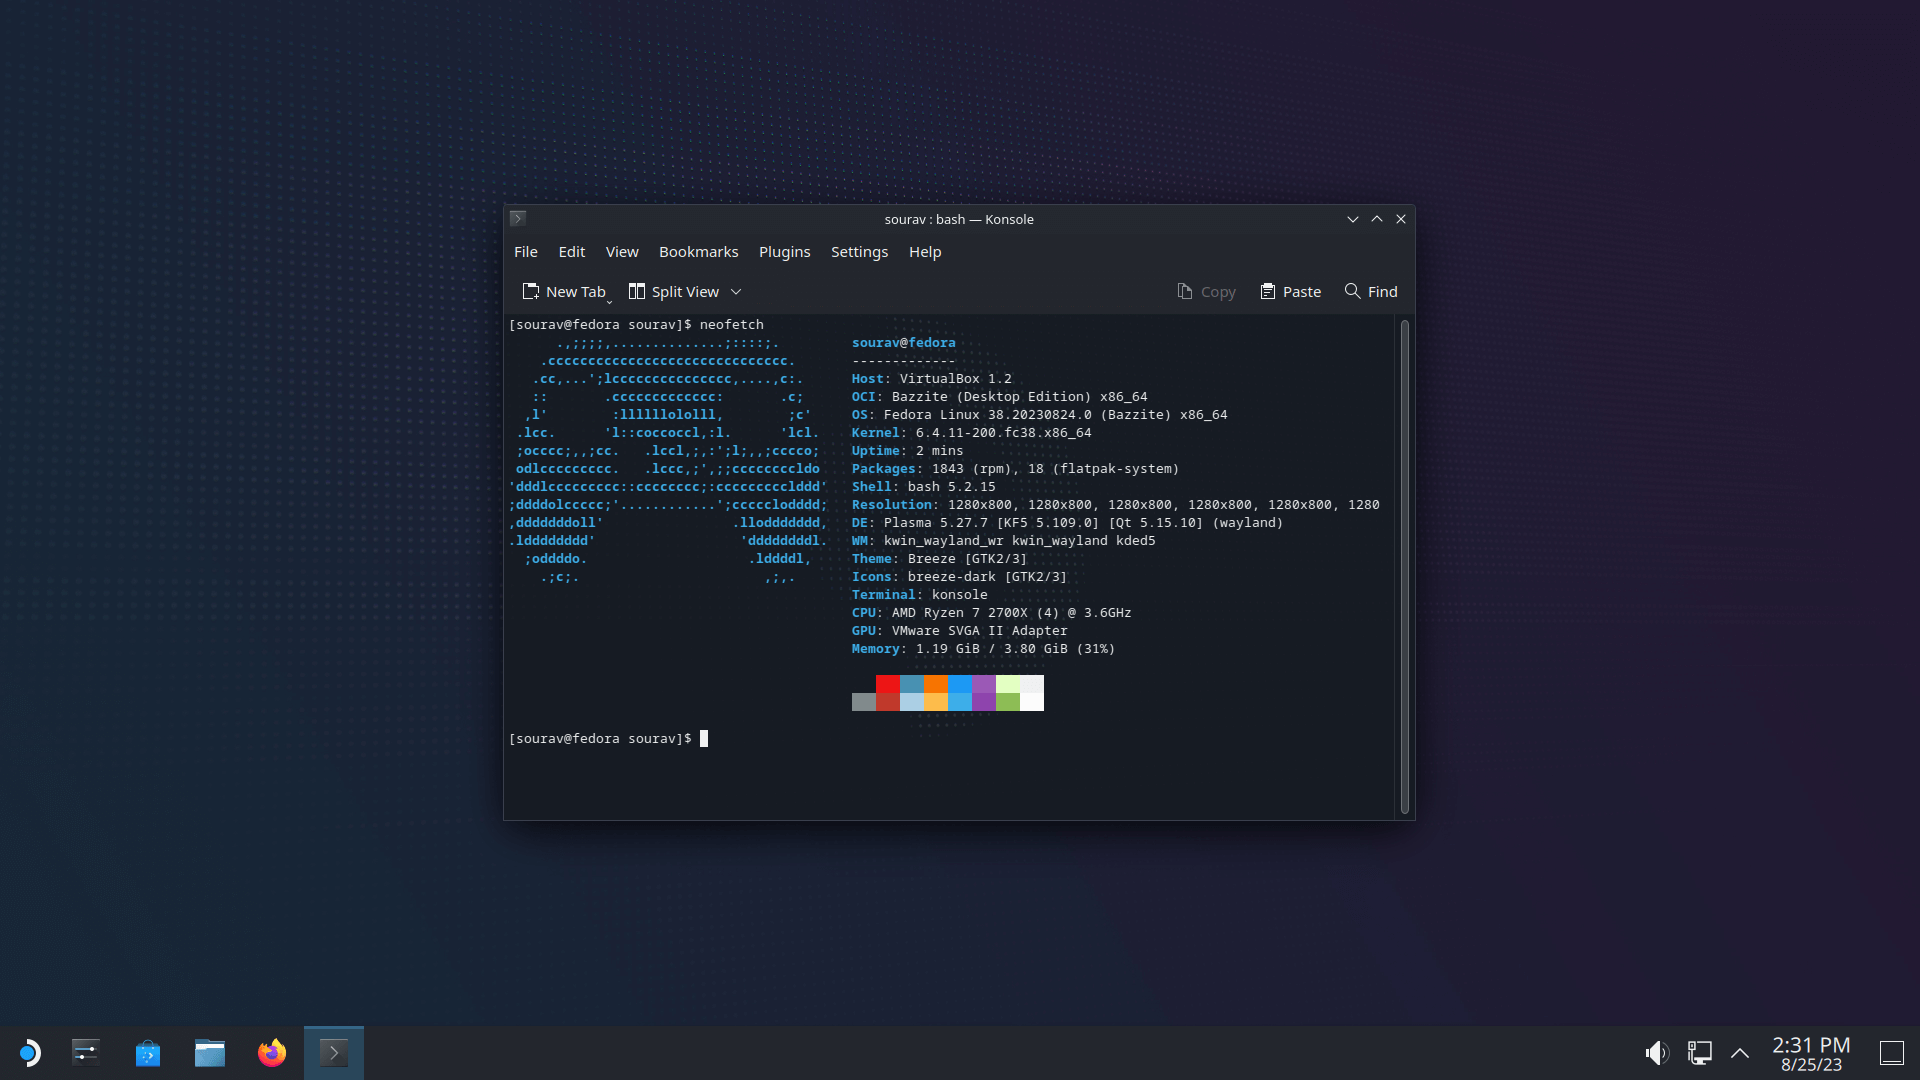 sourav : bash — Konsole
File Edit View Bookmarks Plugins Settings Help
New Tab Split View Copy Paste Find
[sourav@fedora sourav]$ neofetch
sourav@fedora
-------------
Host: VirtualBox 1.2
OCI: Bazzite (Desktop Edition) x86_64
OS: Fedora Linux 38.20230824.0 (Bazzite) x86_64
Kernel: 6.4.11-200.fc38.x86_64
Uptime: 2 mins
Packages: 1843 (rpm), 18 (flatpak-system)
Shell: bash 5.2.15
Resolution: 1280x800, 1280x800, 1280x800, 1280x800, 1280x800, 1280
DE: Plasma 5.27.7 [KF5 5.109.0] [Qt 5.15.10] (wayland)
WM: kwin_wayland_wr kwin_wayland kded5
Theme: Breeze [GTK2/3]
Icons: breeze-dark [GTK2/3]
Terminal: konsole
CPU: AMD Ryzen 7 2700X (4) @ 3.6GHz
GPU: VMware SVGA II Adapter
Memory: 1.19 GiB / 3.80 GiB (31%)
[sourav@fedora sourav]$
2:31 PM
8/25/23